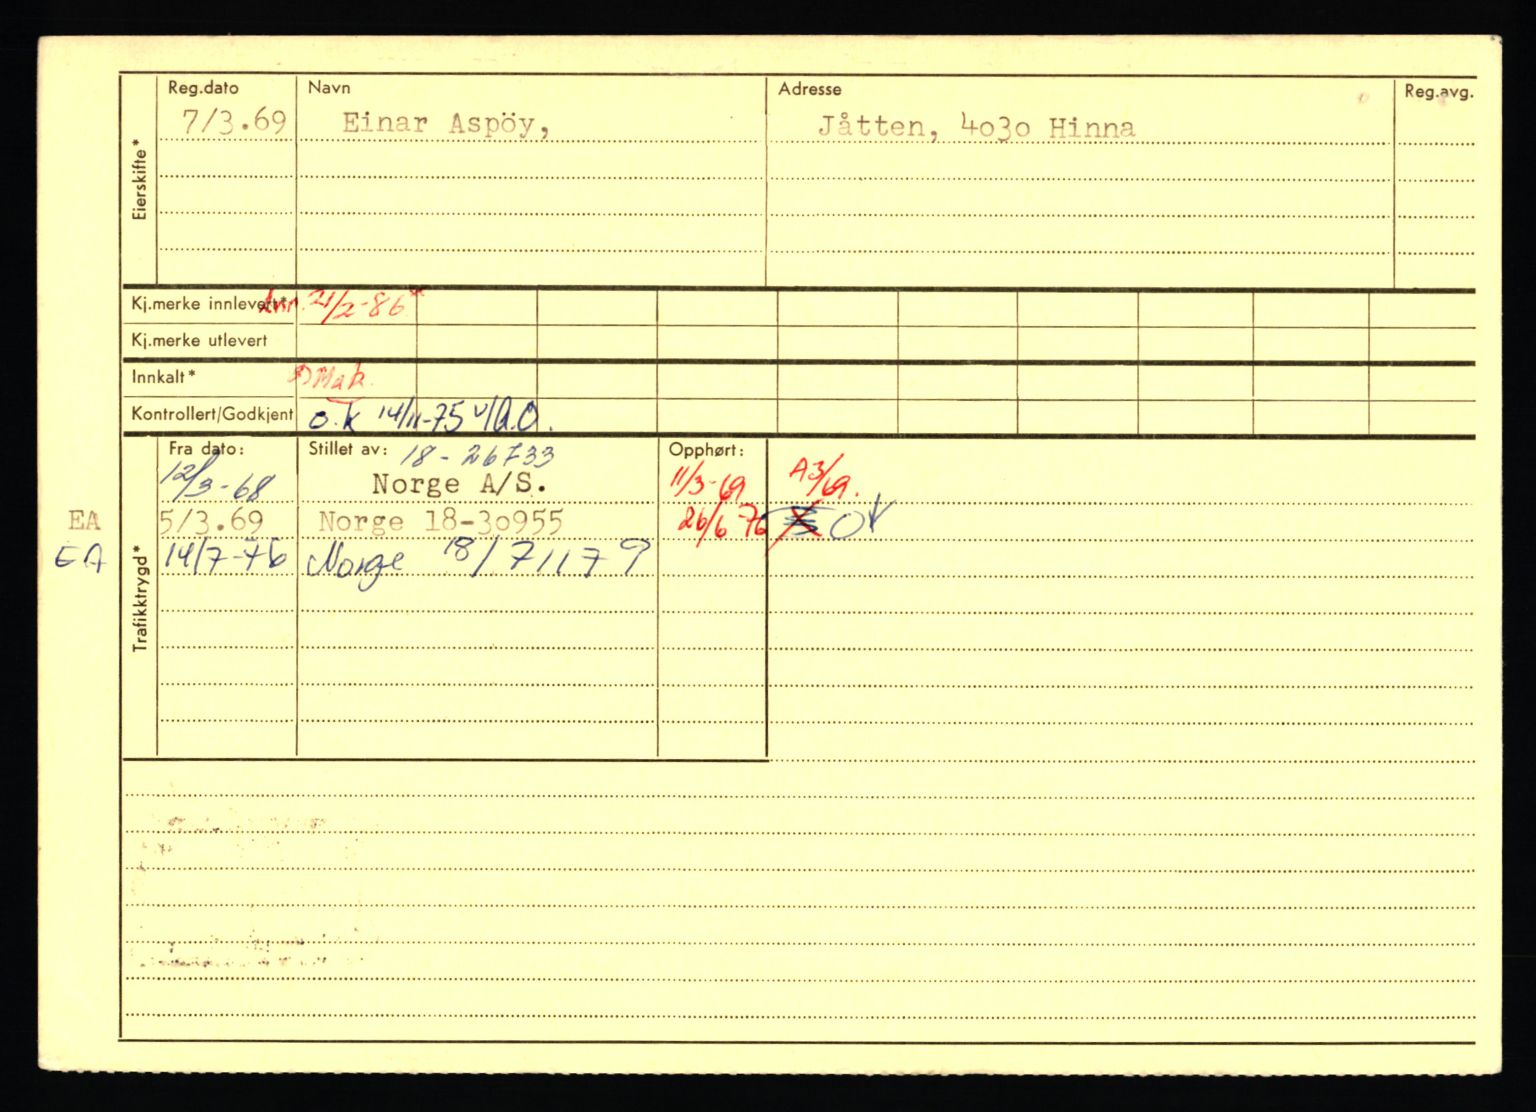 Reg.dato Navn Adresse Reg.avg.
7/3.69 Einar Aspöy, Jåtten, 4030 Hinna
Eierskifte*
Kj.merke innlevert* 21/2-86*
Kj.merke utlevert
Innkalt*
Kontrollert/Godkjent o.k 14/11-75 v/A.O.
Fra dato: Stillet av: 18-26733 Opphørt:
12/3-68 Norge A/S. 11/3-69 A3/69.
EA 5/3.69 Norge 18-30955 26/6 76
EA 14/7-76 Norge 18/71179
Trafikktrygd*